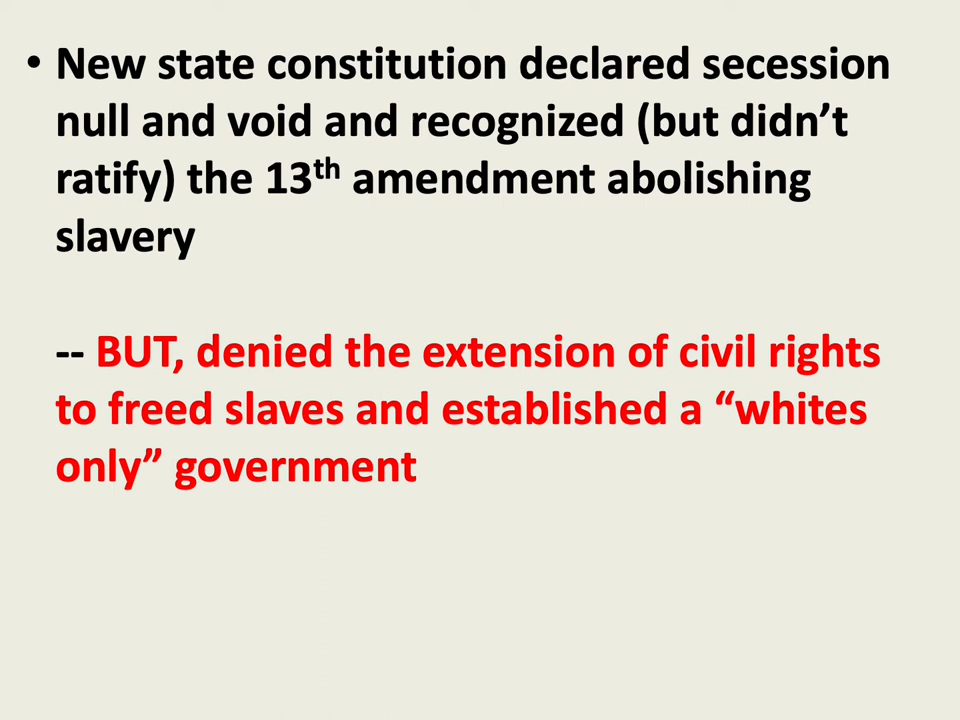 • New state constitution declared secession
null and void and recognized (but didn’t
ratify) the 13th amendment abolishing
slavery
-- BUT, denied the extension of civil rights
to freed slaves and established a “whites
only” government